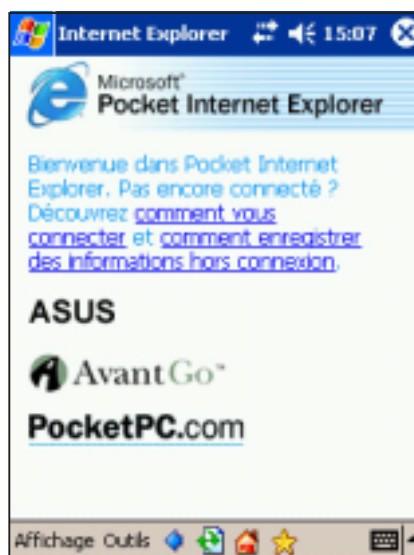 Internet Explorer 15:07
Microsoft®
Pocket Internet Explorer
Bienvenue dans Pocket Internet
Explorer. Pas encore connecté ?
Découvrez comment vous
connecter et comment enregistrer
des informations hors connexion.
ASUS
AvantGo™
PocketPC.com
Affichage Outils